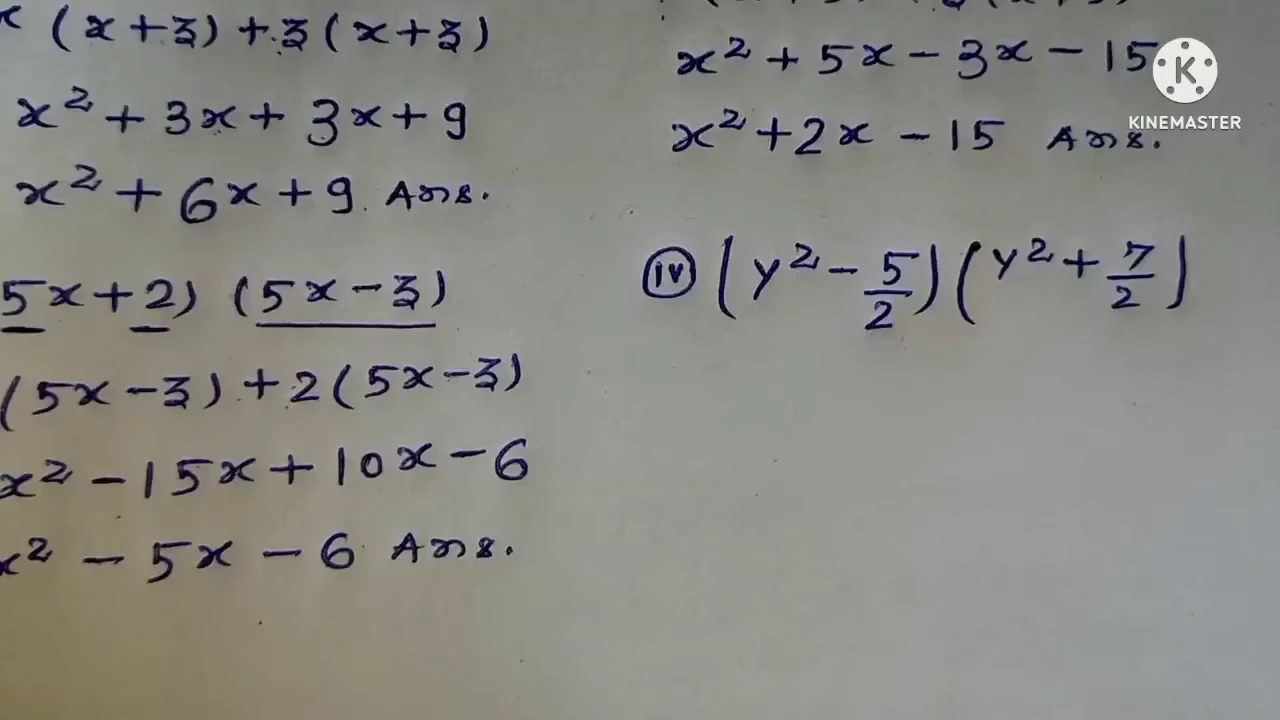 x (x+3) + 3(x+3)
x² + 3x + 3x + 9
x² + 6x + 9 Ans.
5x + 2) (5x - 3)
(5x - 3) + 2(5x - 3)
x² - 15x + 10x - 6
x² - 5x - 6 Ans.
x² + 5x - 3x - 15
x² + 2x - 15 Ans.
(iv) (y² - 5/2)(y² + 7/2)
KINEMASTER